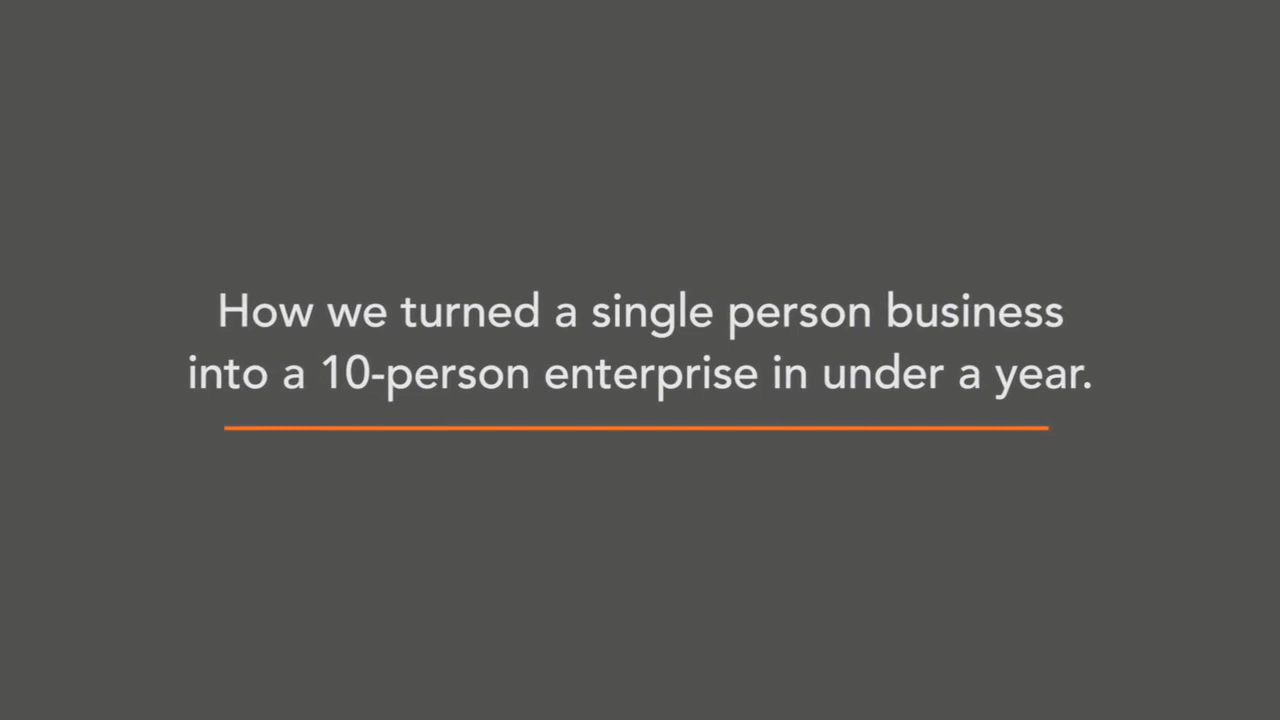 How we turned a single person business
into a 10-person enterprise in under a year.